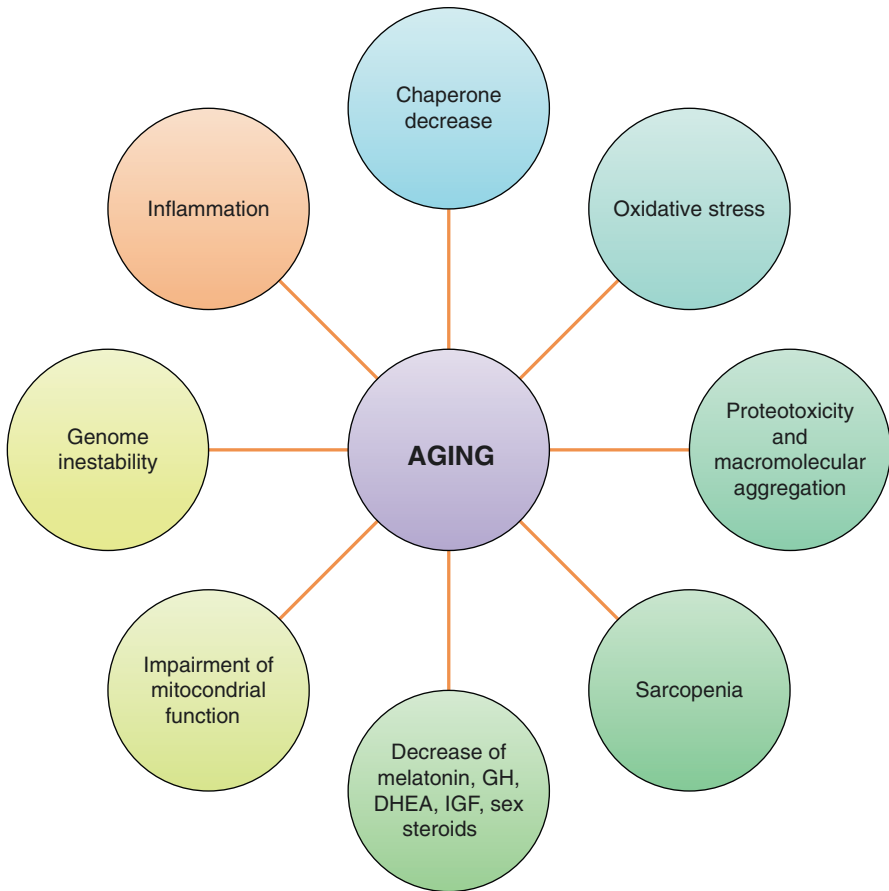 Chaperone
decrease
Oxidative stress
Proteotoxicity
and
macromolecular
aggregation
Sarcopenia
Decrease of
melatonin, GH,
DHEA, IGF, sex
steroids
Impairment of
mitocondrial
function
Genome
inestability
Inflammation
AGING